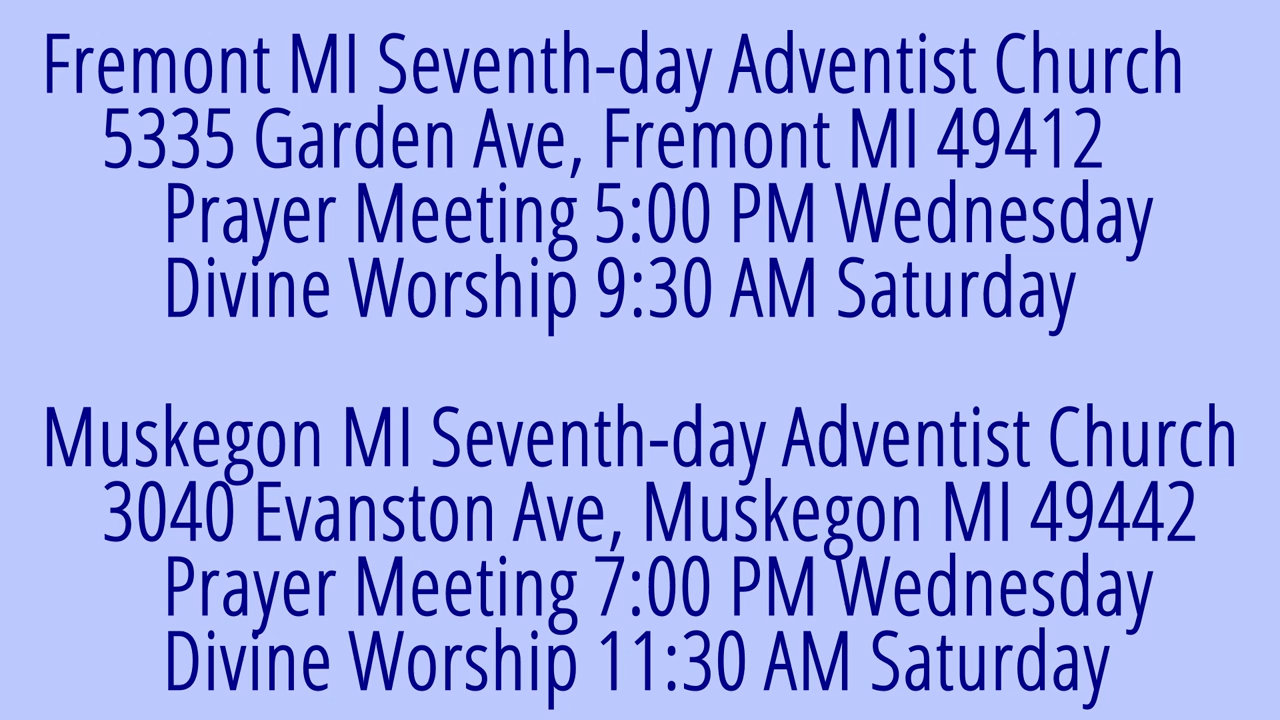 Fremont MI Seventh-day Adventist Church
5335 Garden Ave, Fremont MI 49412
Prayer Meeting 5:00 PM Wednesday
Divine Worship 9:30 AM Saturday
Muskegon MI Seventh-day Adventist Church
3040 Evanston Ave, Muskegon MI 49442
Prayer Meeting 7:00 PM Wednesday
Divine Worship 11:30 AM Saturday